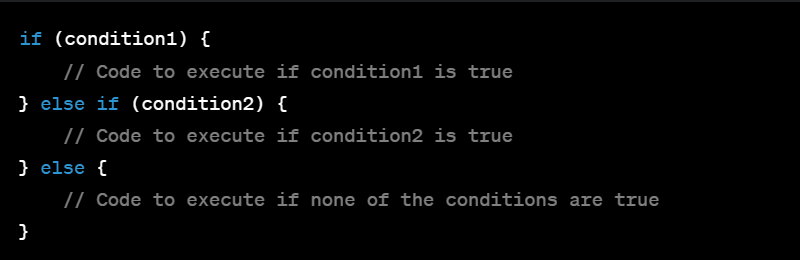 if (condition1) {
    // Code to execute if condition1 is true
} else if (condition2) {
    // Code to execute if condition2 is true
} else {
    // Code to execute if none of the conditions are true
}